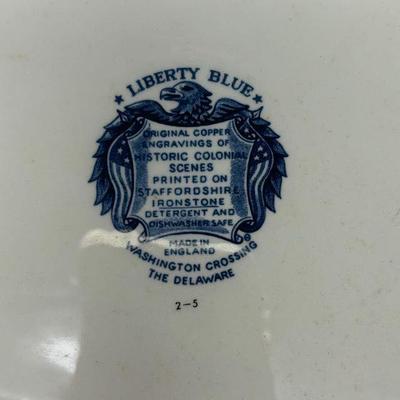 ★ LIBERTY BLUE ★
ORIGINAL COPPER
ENGRAVINGS OF
HISTORIC COLONIAL
SCENES
PRINTED ON
STAFFORDSHIRE
IRONSTONE
DETERGENT AND
DISHWASHER SAFE
MADE IN
ENGLAND ®
WASHINGTON CROSSING
THE DELAWARE
2-5